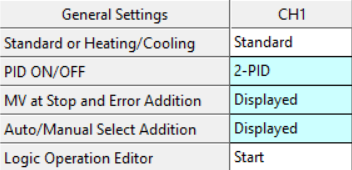 General Settings CH1
Standard or Heating/Cooling Standard
PID ON/OFF 2-PID
MV at Stop and Error Addition Displayed
Auto/Manual Select Addition Displayed
Logic Operation Editor Start